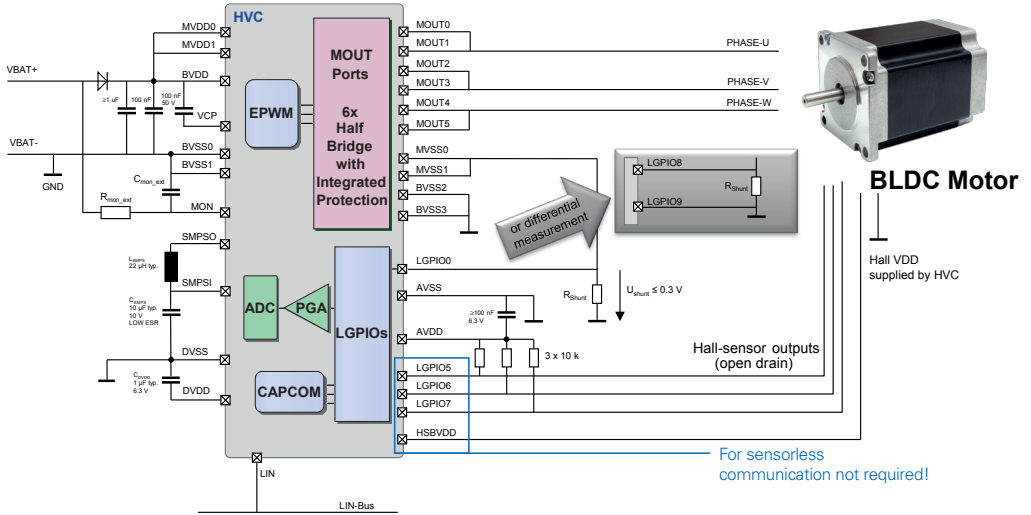 HVC
MVDD0
MVDD1
VBAT+
BVDD
≥1 uF
100 nF
100 nF
50 V
VCP
VBAT-
BVSS0
BVSS1
GND
Cmon_ext
Rmon_ext
MON
SMPSO
LSMPS
22 µH typ.
SMPSI
CSMPS
10 µF typ.
10 V
LOW ESR
DVSS
CDVDD
1 µF typ.
6.3 V
DVDD
EPWM
MOUT
Ports
6x
Half
Bridge
with
Integrated
Protection
ADC
PGA
LGPIOs
CAPCOM
LIN
LIN-Bus
MOUT0
MOUT1
MOUT2
MOUT3
MOUT4
MOUT5
PHASE-U
PHASE-V
PHASE-W
MVSS0
MVSS1
BVSS2
BVSS3
or differential
measurement
LGPIO8
RShunt
LGPIO9
BLDC Motor
Hall VDD
supplied by HVC
LGPIO0
RShunt
Ushunt ≤ 0.3 V
AVSS
≥100 nF
6.3 V
AVDD
3 x 10 k
Hall-sensor outputs
(open drain)
LGPIO5
LGPIO6
LGPIO7
HSBVDD
For sensorless
communication not required!